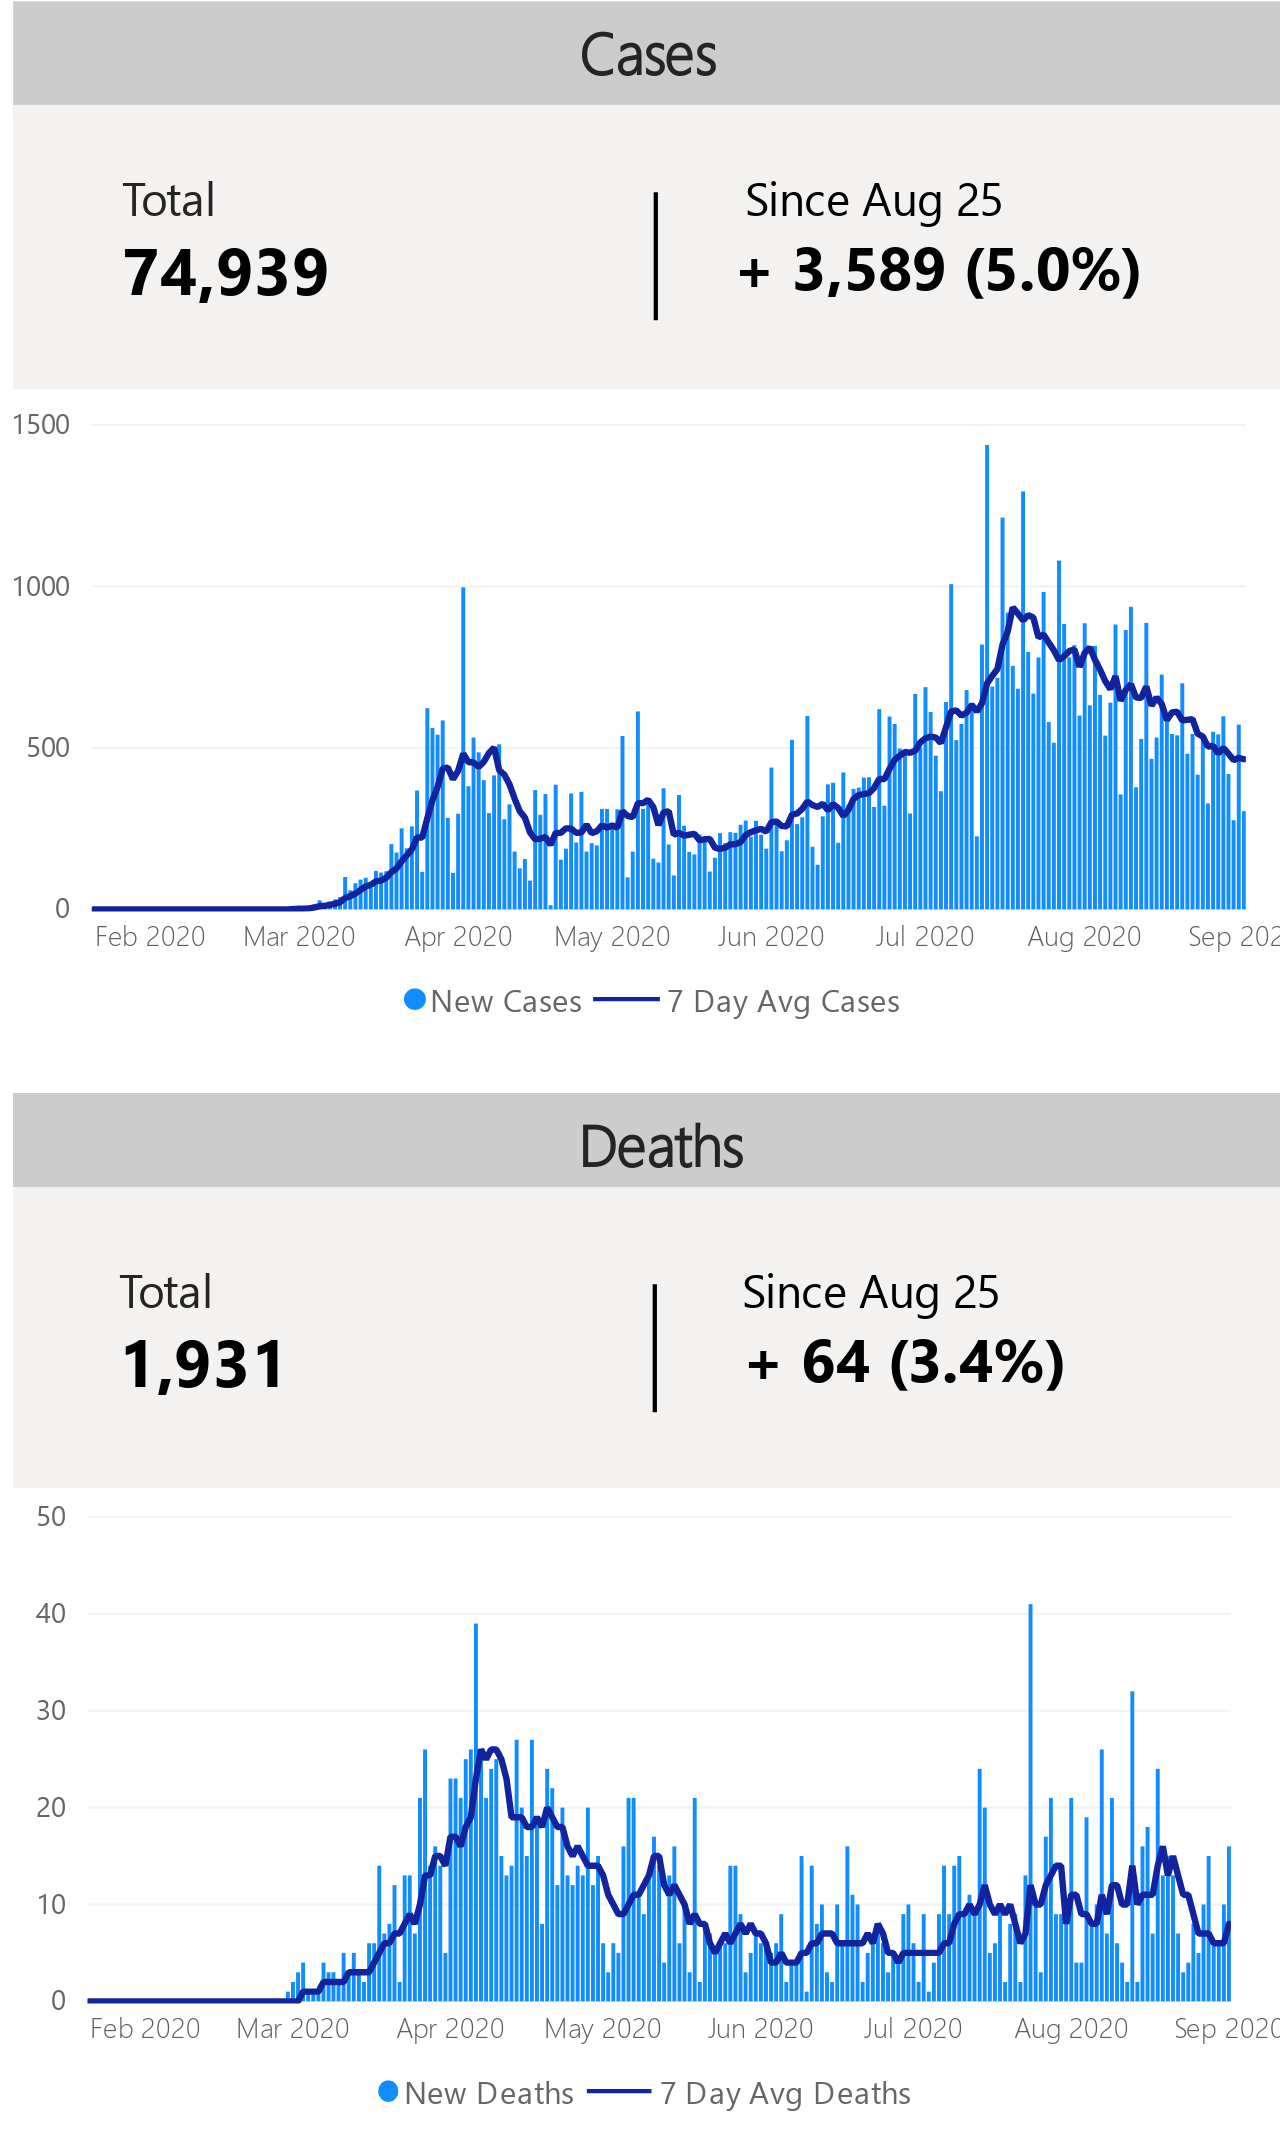 Cases
Total
74,939
Since Aug 25
+ 3,589 (5.0%)
1500
1000
500
0
Feb 2020 Mar 2020 Apr 2020 May 2020 Jun 2020 Jul 2020 Aug 2020 Sep 202
New Cases 7 Day Avg Cases
Deaths
Total
1,931
Since Aug 25
+ 64 (3.4%)
50
40
30
20
10
0
Feb 2020 Mar 2020 Apr 2020 May 2020 Jun 2020 Jul 2020 Aug 2020 Sep 2020
New Deaths 7 Day Avg Deaths